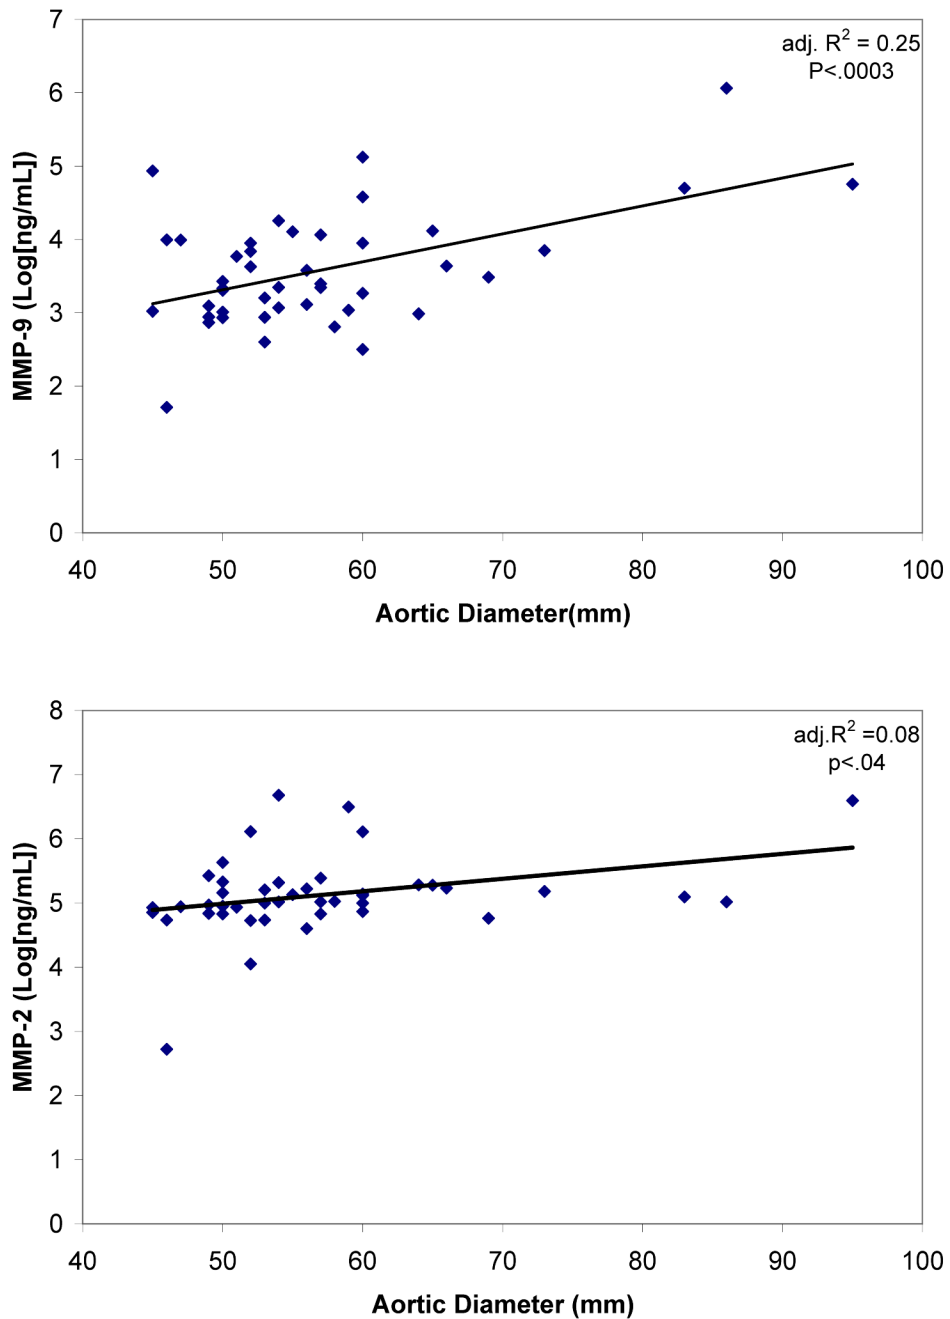 7
adj. R² = 0.25
P<.0003
6
5
4
3
2
1
0
MMP-9 (Log[ng/mL])
40 50 60 70 80 90 100
Aortic Diameter(mm)
8
adj.R² =0.08
p<.04
7
6
5
4
3
2
1
0
MMP-2 (Log[ng/mL])
40 50 60 70 80 90 100
Aortic Diameter (mm)